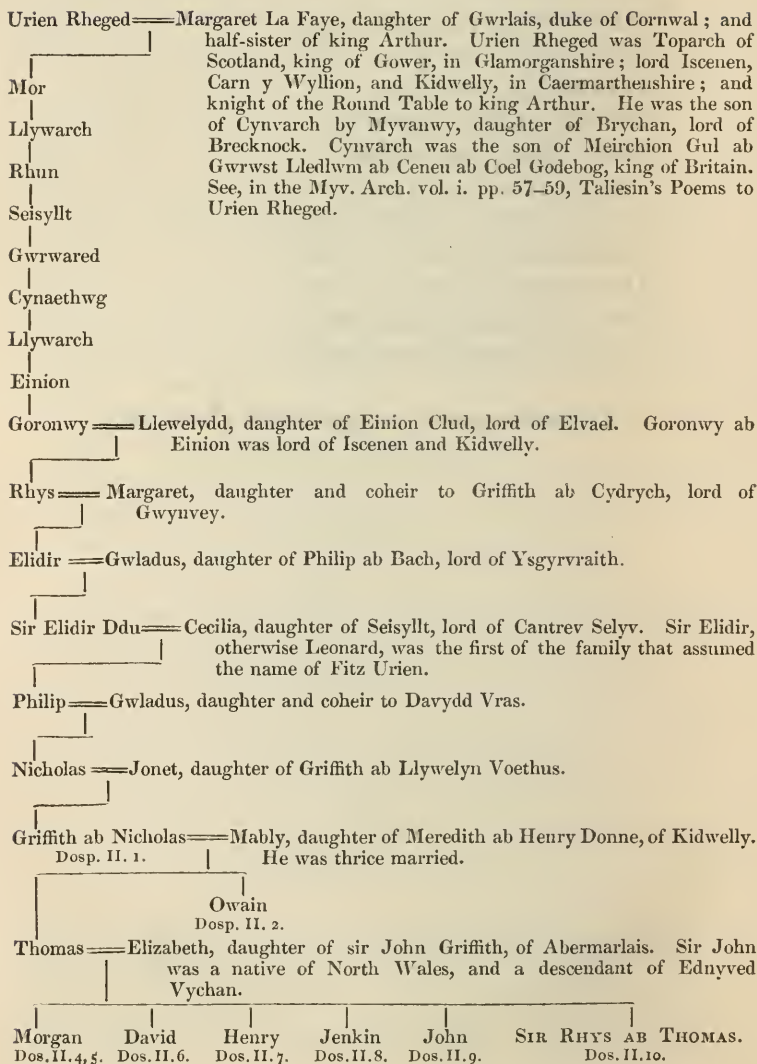 Urien Rheged Margaret La Faye, daughter of Gwrlais, duke of Cornwal; and
half-sister of king Arthur. Urien Rheged was Toparch of
Scotland, king of Gower, in Glamorganshire; lord Iscenen,
Carn y Wyllion, and Kidwelly, in Caermarthenshire; and
knight of the Round Table to king Arthur. He was the son
of Cynvarch by Myvanwy, daughter of Brychan, lord of
Brecknock. Cynvarch was the son of Meirchion Gul ab
Gwrwst Lledlwm ab Ceneu ab Coel Godebog, king of Britain.
See, in the Myv. Arch. vol. i. pp. 57–59, Taliesin's Poems to
Urien Rheged.
Mor
Llywarch
Rhun
Seisyllt
Gwrwared
Cynaethwg
Llywarch
Einion
Goronwy Llewelydd, daughter of Einion Clud, lord of Elvael. Goronwy ab
Einion was lord of Iscenen and Kidwelly.
Rhys Margaret, daughter and coheir to Griffith ab Cydrych, lord of
Gwynvey.
Elidir Gwladus, daughter of Philip ab Bach, lord of Ysgyrvraith.
Sir Elidir Ddu Cecilia, daughter of Seisyllt, lord of Cantrev Selyv. Sir Elidir,
otherwise Leonard, was the first of the family that assumed
the name of Fitz Urien.
Philip Gwladus, daughter and coheir to Davydd Vras.
Nicholas Jonet, daughter of Griffith ab Llywelyn Voethus.
Griffith ab Nicholas Mably, daughter of Meredith ab Henry Donne, of Kidwelly.
Dosp. II. 1. He was thrice married.
Owain
Dosp. II. 2.
Thomas Elizabeth, daughter of sir John Griffith, of Abermarlais. Sir John
was a native of North Wales, and a descendant of Ednyved
Vychan.
Morgan David Henry Jenkin John SIR RHYS AB THOMAS.
Dos. II. 4, 5. Dos. II. 6. Dos. II. 7. Dos. II. 8. Dos. II. 9. Dos. II. 10.